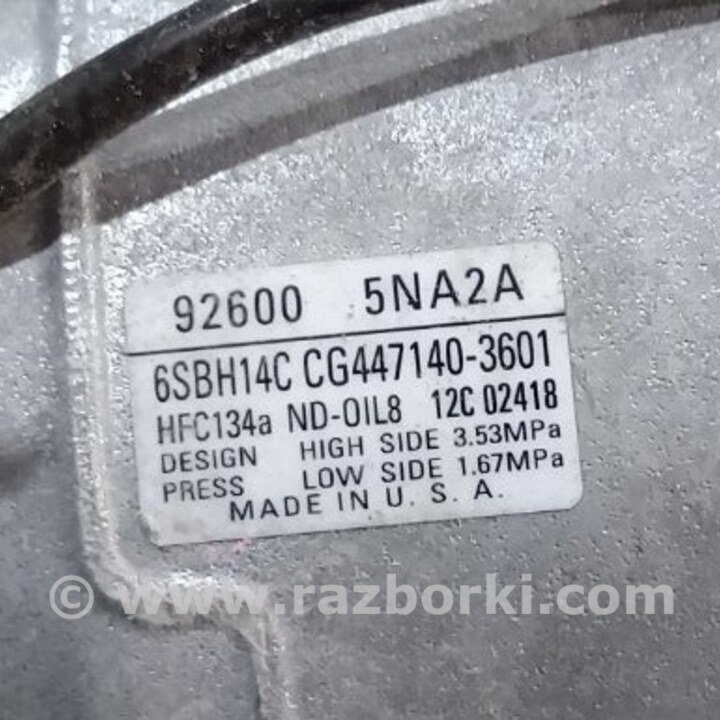 92600 5NA2A
6SBH14C CG447140-3601
HFC134a ND-OIL8 12C 02418
DESIGN HIGH SIDE 3.53MPa
PRESS LOW SIDE 1.67MPa
MADE IN U. S. A.
© www.razborki.com